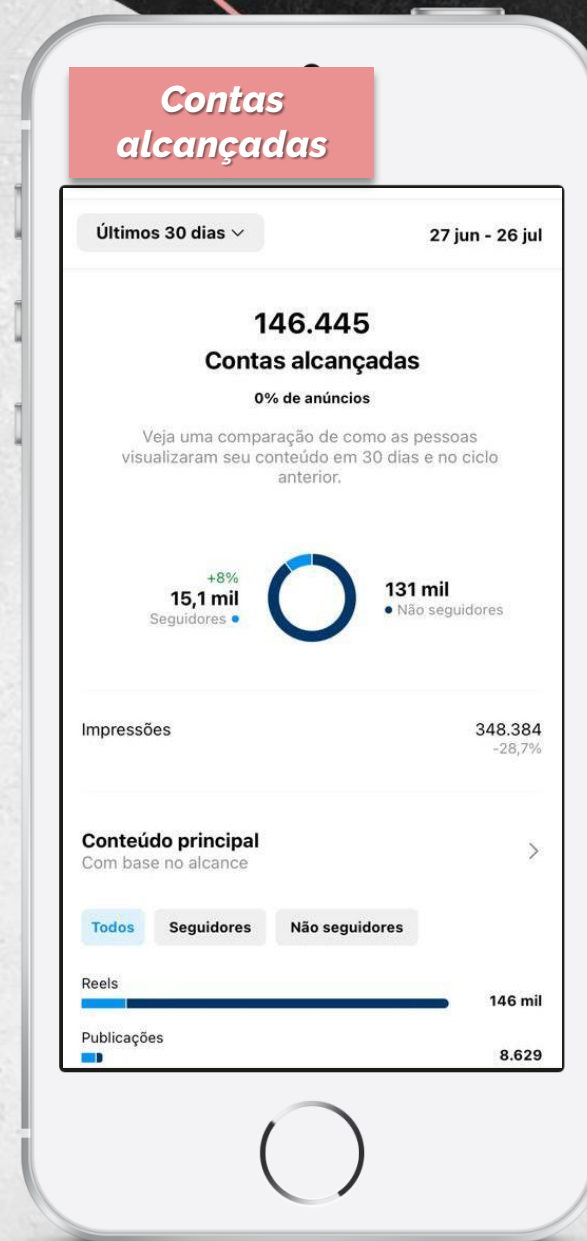 Contas
alcançadas
Últimos 30 dias
27 jun - 26 jul
146.445
Contas alcançadas
0% de anúncios
Veja uma comparação de como as pessoas
visualizaram seu conteúdo em 30 dias e no ciclo
anterior.
+8%
15,1 mil
Seguidores
131 mil
Não seguidores
Impressões
348.384
-28,7%
Conteúdo principal
Com base no alcance
Todos Seguidores Não seguidores
Reels
146 mil
Publicações
8.629